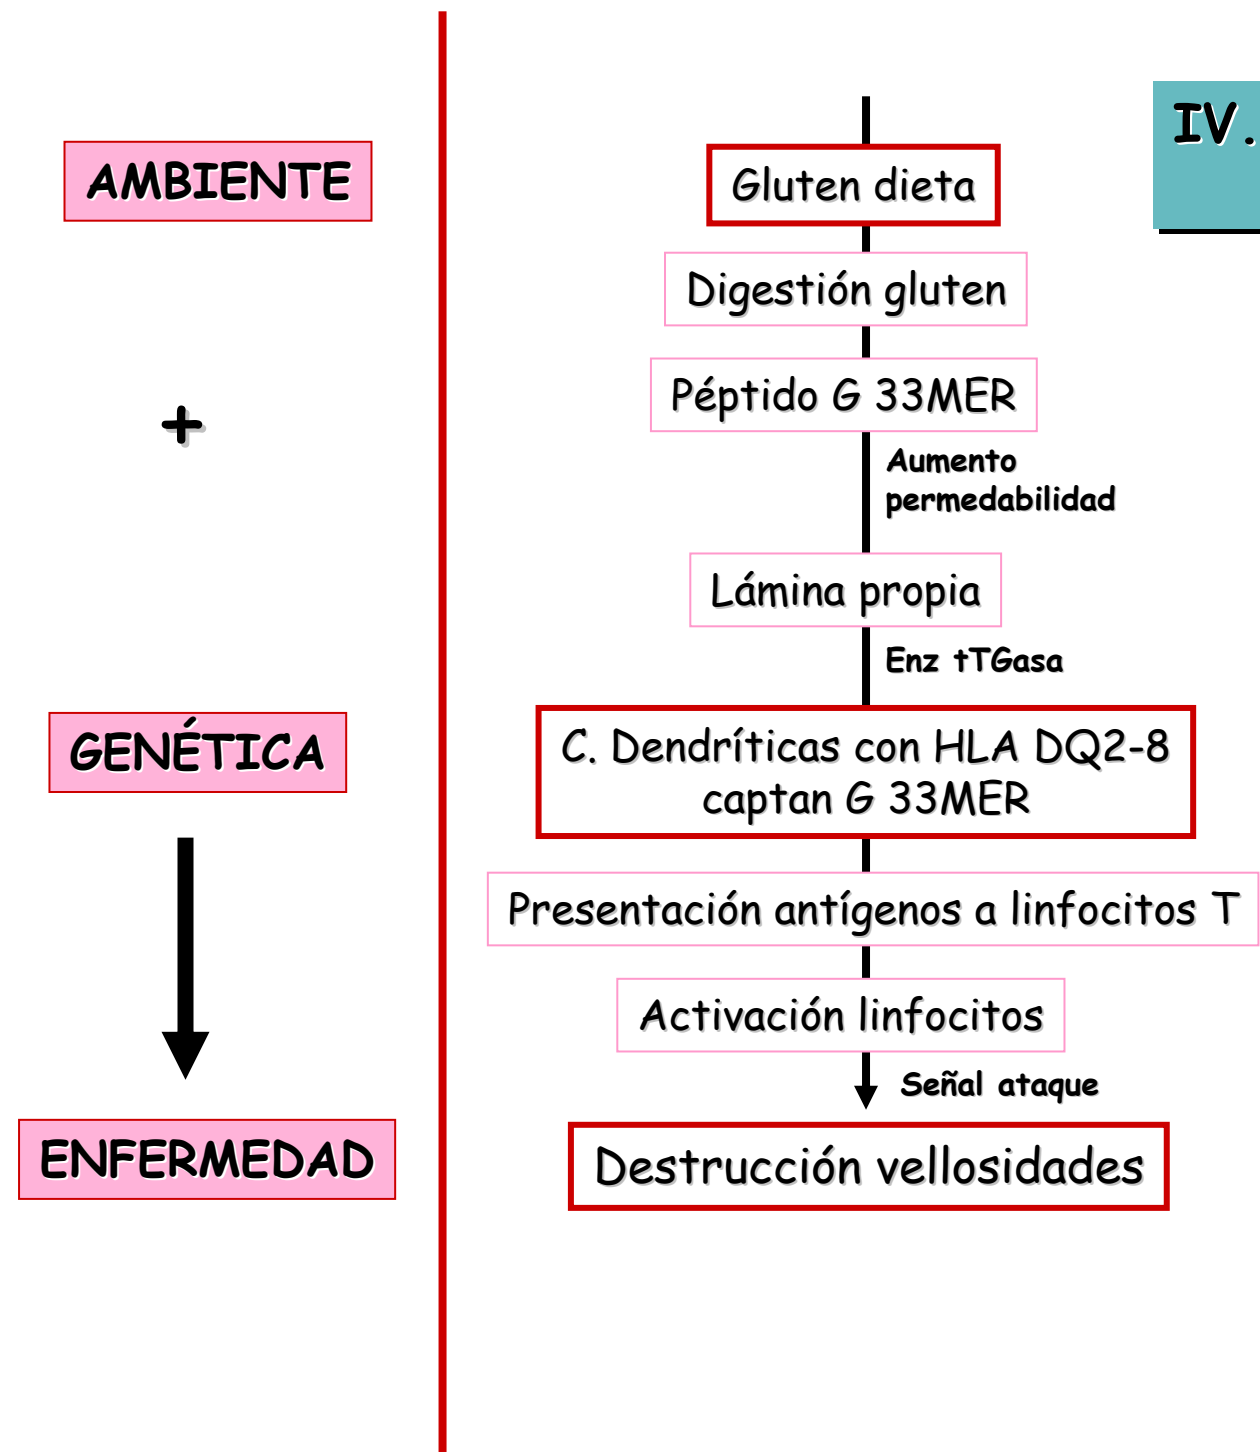 IV.
AMBIENTE
Gluten dieta
Digestión gluten
Péptido G 33MER
+
Aumento
permedabilidad
Lámina propia
Enz tTGasa
GENÉTICA
C. Dendríticas con HLA DQ2-8
captan G 33MER
Presentación antígenos a linfocitos T
Activación linfocitos
Señal ataque
ENFERMEDAD
Destrucción vellosidades